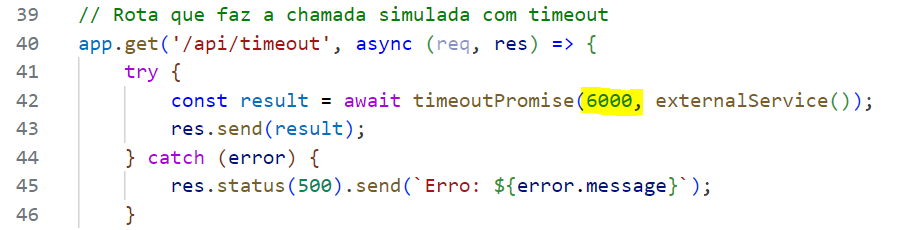 39 // Rota que faz a chamada simulada com timeout
40 app.get('/api/timeout', async (req, res) => {
41 try {
42 const result = await timeoutPromise(6000, externalService());
43 res.send(result);
44 } catch (error) {
45 res.status(500).send(`Erro: ${error.message}`);
46 }